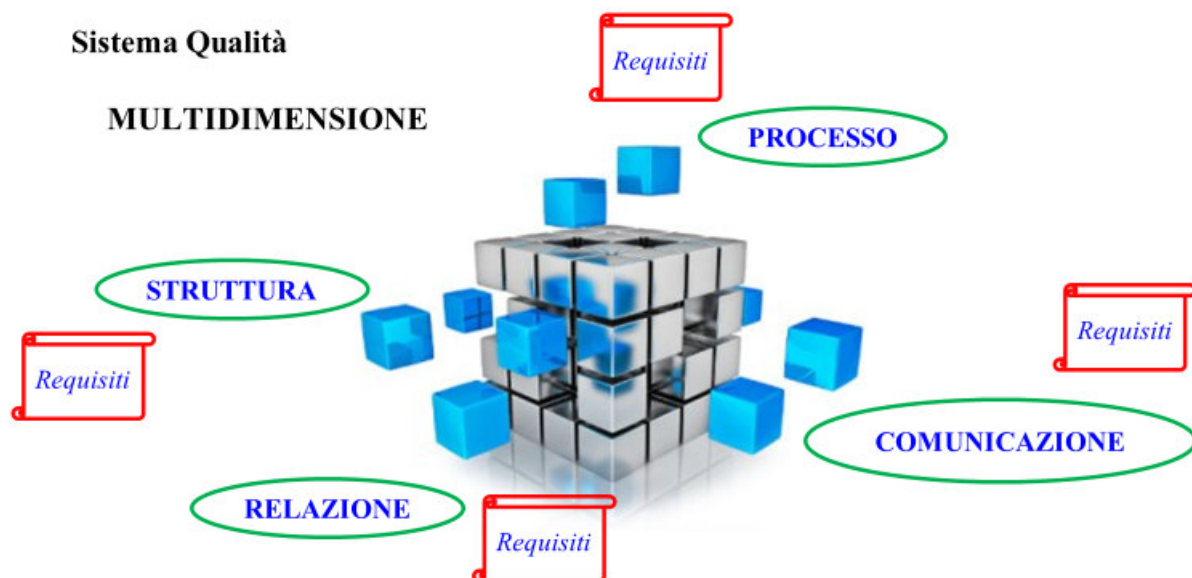 Sistema Qualità
Requisiti
MULTIDIMENSIONE
PROCESSO
STRUTTURA
Requisiti
Requisiti
COMUNICAZIONE
RELAZIONE
Requisiti